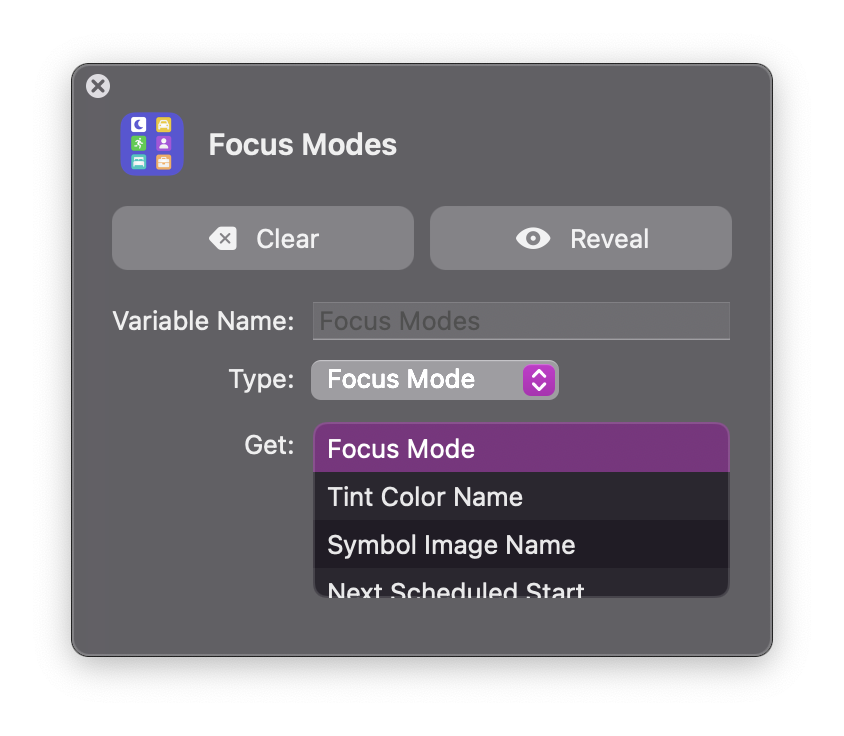 Focus Modes
Clear
Reveal
Variable Name: Focus Modes
Type: Focus Mode
Get: Focus Mode
Tint Color Name
Symbol Image Name
Next Scheduled Start